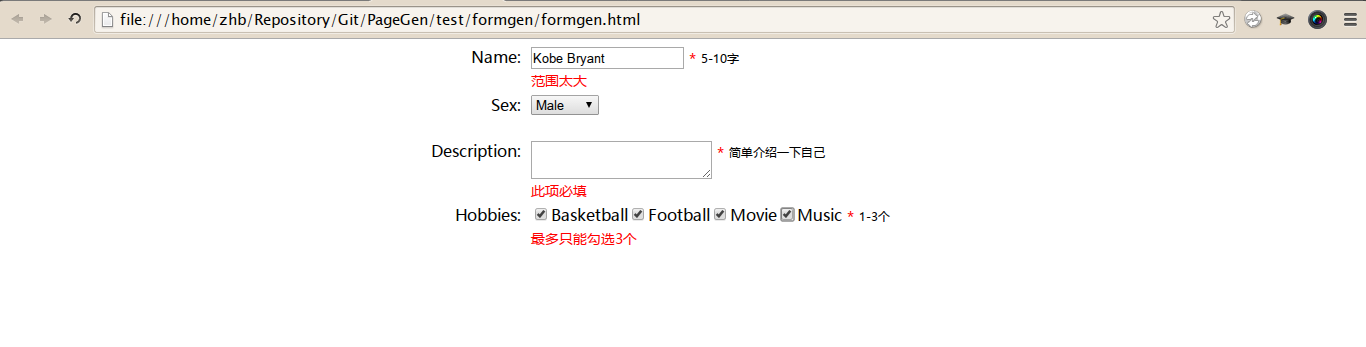 file:///home/zhb/Repository/Git/PageGen/test/formgen/formgen.html
Name: Kobe Bryant * 5-10字
范围太大
Sex: Male
Description: * 简单介绍一下自己
此项必填
Hobbies: Basketball Football Movie Music * 1-3个
最多只能勾选3个